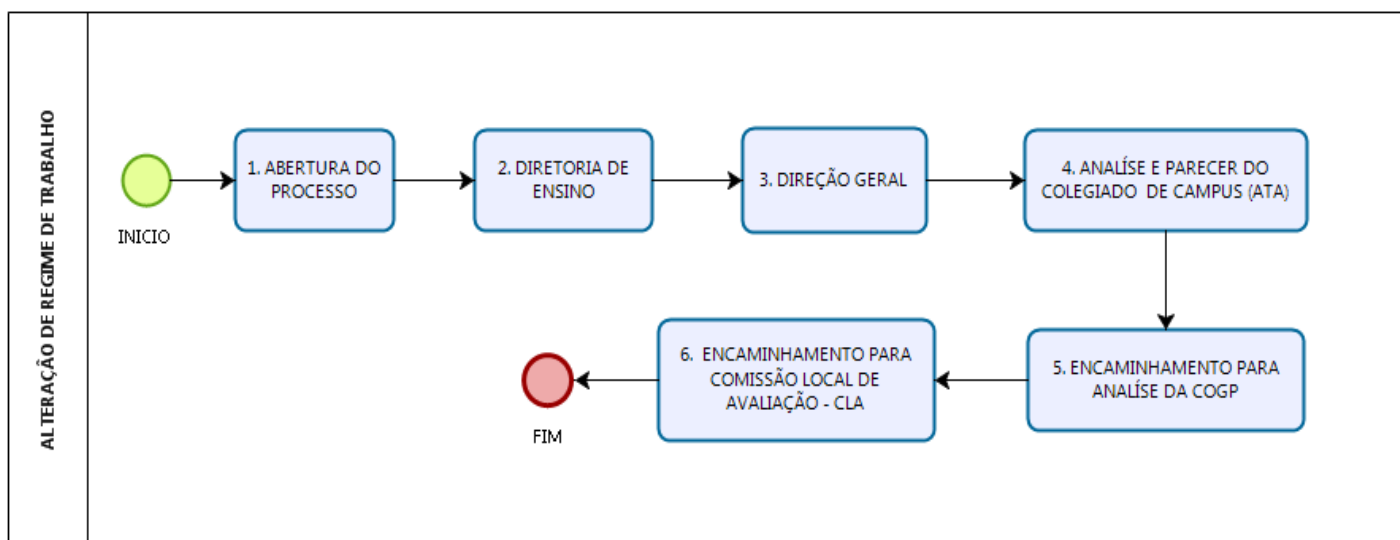 ALTERAÇÃO DE REGIME DE TRABALHO
INICIO
1. ABERTURA DO
PROCESSO
2. DIRETORIA DE
ENSINO
3. DIREÇÃO GERAL
4. ANALÍSE E PARECER DO
COLEGIADO DE CAMPUS (ATA)
5. ENCAMINHAMENTO PARA
ANALÍSE DA COGP
6. ENCAMINHAMENTO PARA
COMISSÃO LOCAL DE
AVALIAÇÃO - CLA
FIM